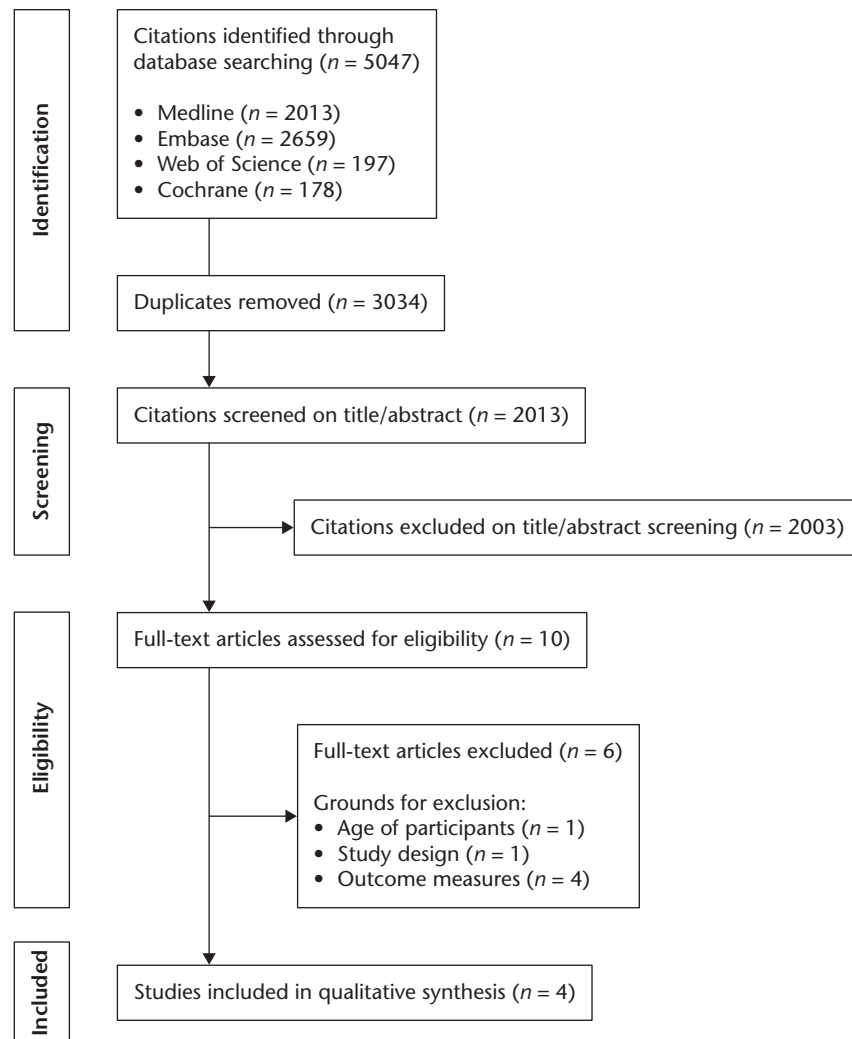 Identification
Citations identified through
database searching (n = 5047)
• Medline (n = 2013)
• Embase (n = 2659)
• Web of Science (n = 197)
• Cochrane (n = 178)
Duplicates removed (n = 3034)
Screening
Citations screened on title/abstract (n = 2013)
Citations excluded on title/abstract screening (n = 2003)
Eligibility
Full-text articles assessed for eligibility (n = 10)
Full-text articles excluded (n = 6)
Grounds for exclusion:
• Age of participants (n = 1)
• Study design (n = 1)
• Outcome measures (n = 4)
Included
Studies included in qualitative synthesis (n = 4)